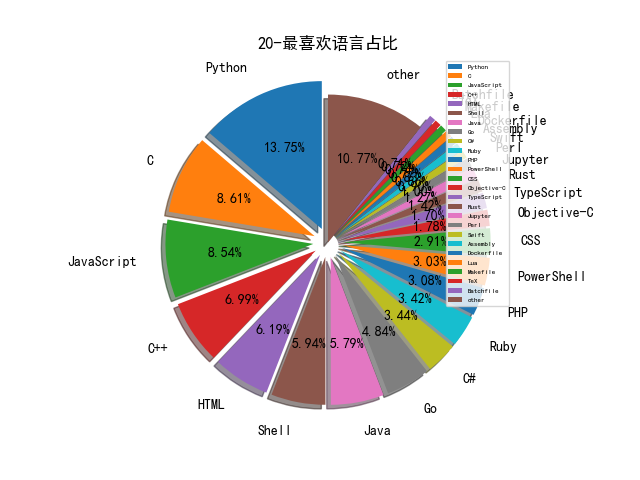 20-最喜欢语言占比
Python
C
JavaScript
C++
HTML
Shell
Java
Go
C#
Ruby
PHP
PowerShell
CSS
Objective-C
TypeScript
Rust
Jupyter
Perl
Swift
Assembly
Dockerfile
Makefile
Batchfile
other
13.75%
8.61%
8.54%
6.99%
6.19%
5.94%
5.79%
4.84%
3.44%
3.42%
3.08%
3.03%
2.91%
1.78%
1.70%
1.42%
10.77%
Python
C
JavaScript
C++
HTML
Shell
Java
Go
C#
Ruby
PHP
PowerShell
CSS
Objective-C
TypeScript
Rust
Jupyter
Perl
Swift
Assembly
Dockerfile
Lua
Makefile
TeX
Batchfile
other